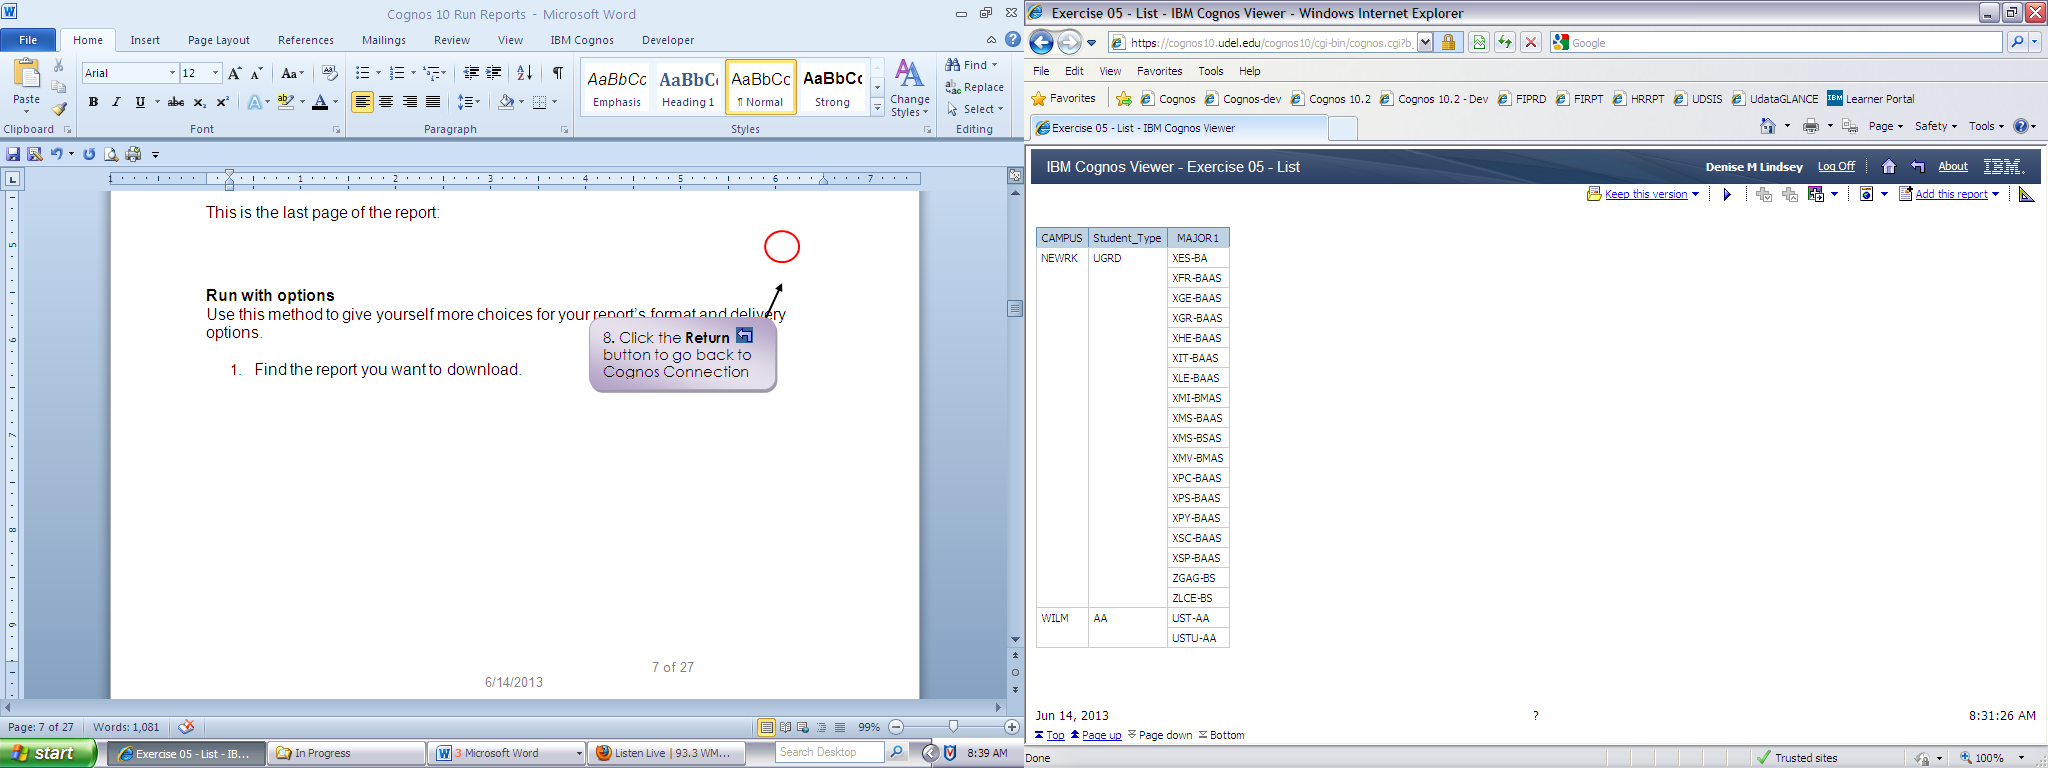 Cognos 10 Run Reports - Microsoft Word
File Home Insert Page Layout References Mailings Review View IBM Cognos Developer
Paste
Clipboard
Arial 12
Font
Paragraph
AaBbCc AaBbC AaBbCc AaBbCc
Emphasis Heading 1 ¶ Normal Strong
Change Styles
Styles
Find
Replace
Select
Editing
This is the last page of the report:
Run with options
Use this method to give yourself more choices for your report's format and delivery
options.
8. Click the Return
button to go back to
Cognos Connection
1. Find the report you want to download.
7 of 27
6/14/2013
Page: 7 of 27 Words: 1,081 99%
start Exercise 05 - List - IB... In Progress 3 Microsoft Word Listen Live | 93.3 WM... Search Desktop 8:39 AM
Exercise 05 - List - IBM Cognos Viewer - Windows Internet Explorer
https://cognos10.udel.edu/cognos10/cgi-bin/cognos.cgi?b_ Google
File Edit View Favorites Tools Help
Favorites Cognos Cognos-dev Cognos 10.2 Cognos 10.2 - Dev FIPRD FIRPT HRRPT UDSIS UdataGLANCE IBM Learner Portal
Exercise 05 - List - IBM Cognos Viewer Page Safety Tools
IBM Cognos Viewer - Exercise 05 - List Denise M Lindsey Log Off About IBM.
Keep this version Add this report
CAMPUS Student_Type MAJOR1
NEWRK UGRD XES-BA
XFR-BAAS
XGE-BAAS
XGR-BAAS
XHE-BAAS
XIT-BAAS
XLE-BAAS
XMI-BMAS
XMS-BAAS
XMS-BSAS
XMV-BMAS
XPC-BAAS
XPS-BAAS
XPY-BAAS
XSC-BAAS
XSP-BAAS
ZGAG-BS
ZLCE-BS
WILM AA UST-AA
USTU-AA
Jun 14, 2013 ? 8:31:26 AM
Top Page up Page down Bottom
Done Trusted sites 100%